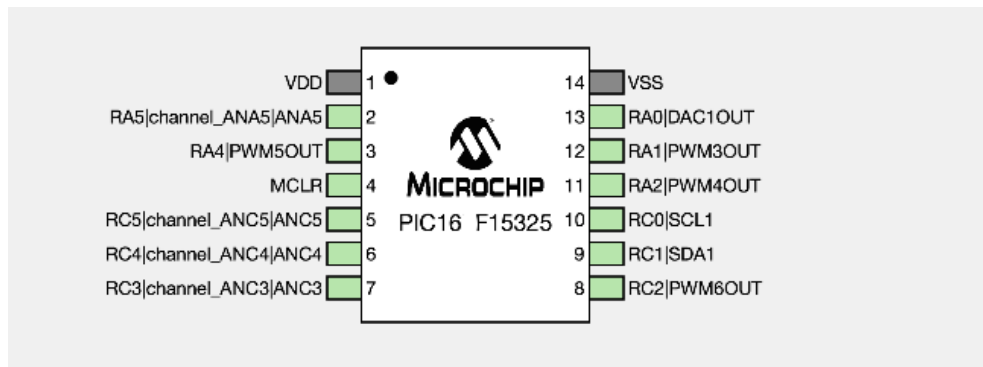 VDD 1 14 VSS
RA5|channel_ANA5|ANA5 2 13 RA0|DAC1OUT
RA4|PWM5OUT 3 12 RA1|PWM3OUT
MCLR 4 MICROCHIP 11 RA2|PWM4OUT
RC5|channel_ANC5|ANC5 5 PIC16 F15325 10 RC0|SCL1
RC4|channel_ANC4|ANC4 6 9 RC1|SDA1
RC3|channel_ANC3|ANC3 7 8 RC2|PWM6OUT